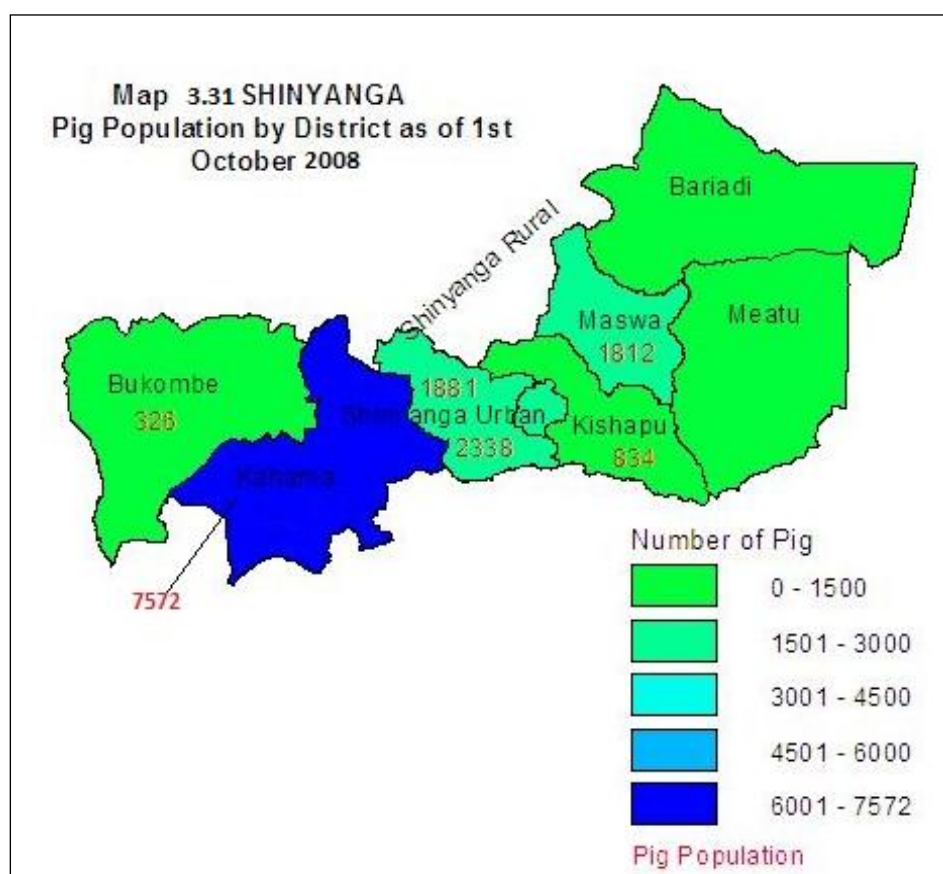 Map 3.31 SHINYANGA
Pig Population by District as of 1st
October 2008
Bariadi
Shinyanga Rural
Maswa
1812
Meatu
Bukombe
326
1881
Shinyanga Urban
2338
Kishapu
834
Kahama
7572
Number of Pig
0 - 1500
1501 - 3000
3001 - 4500
4501 - 6000
6001 - 7572
Pig Population